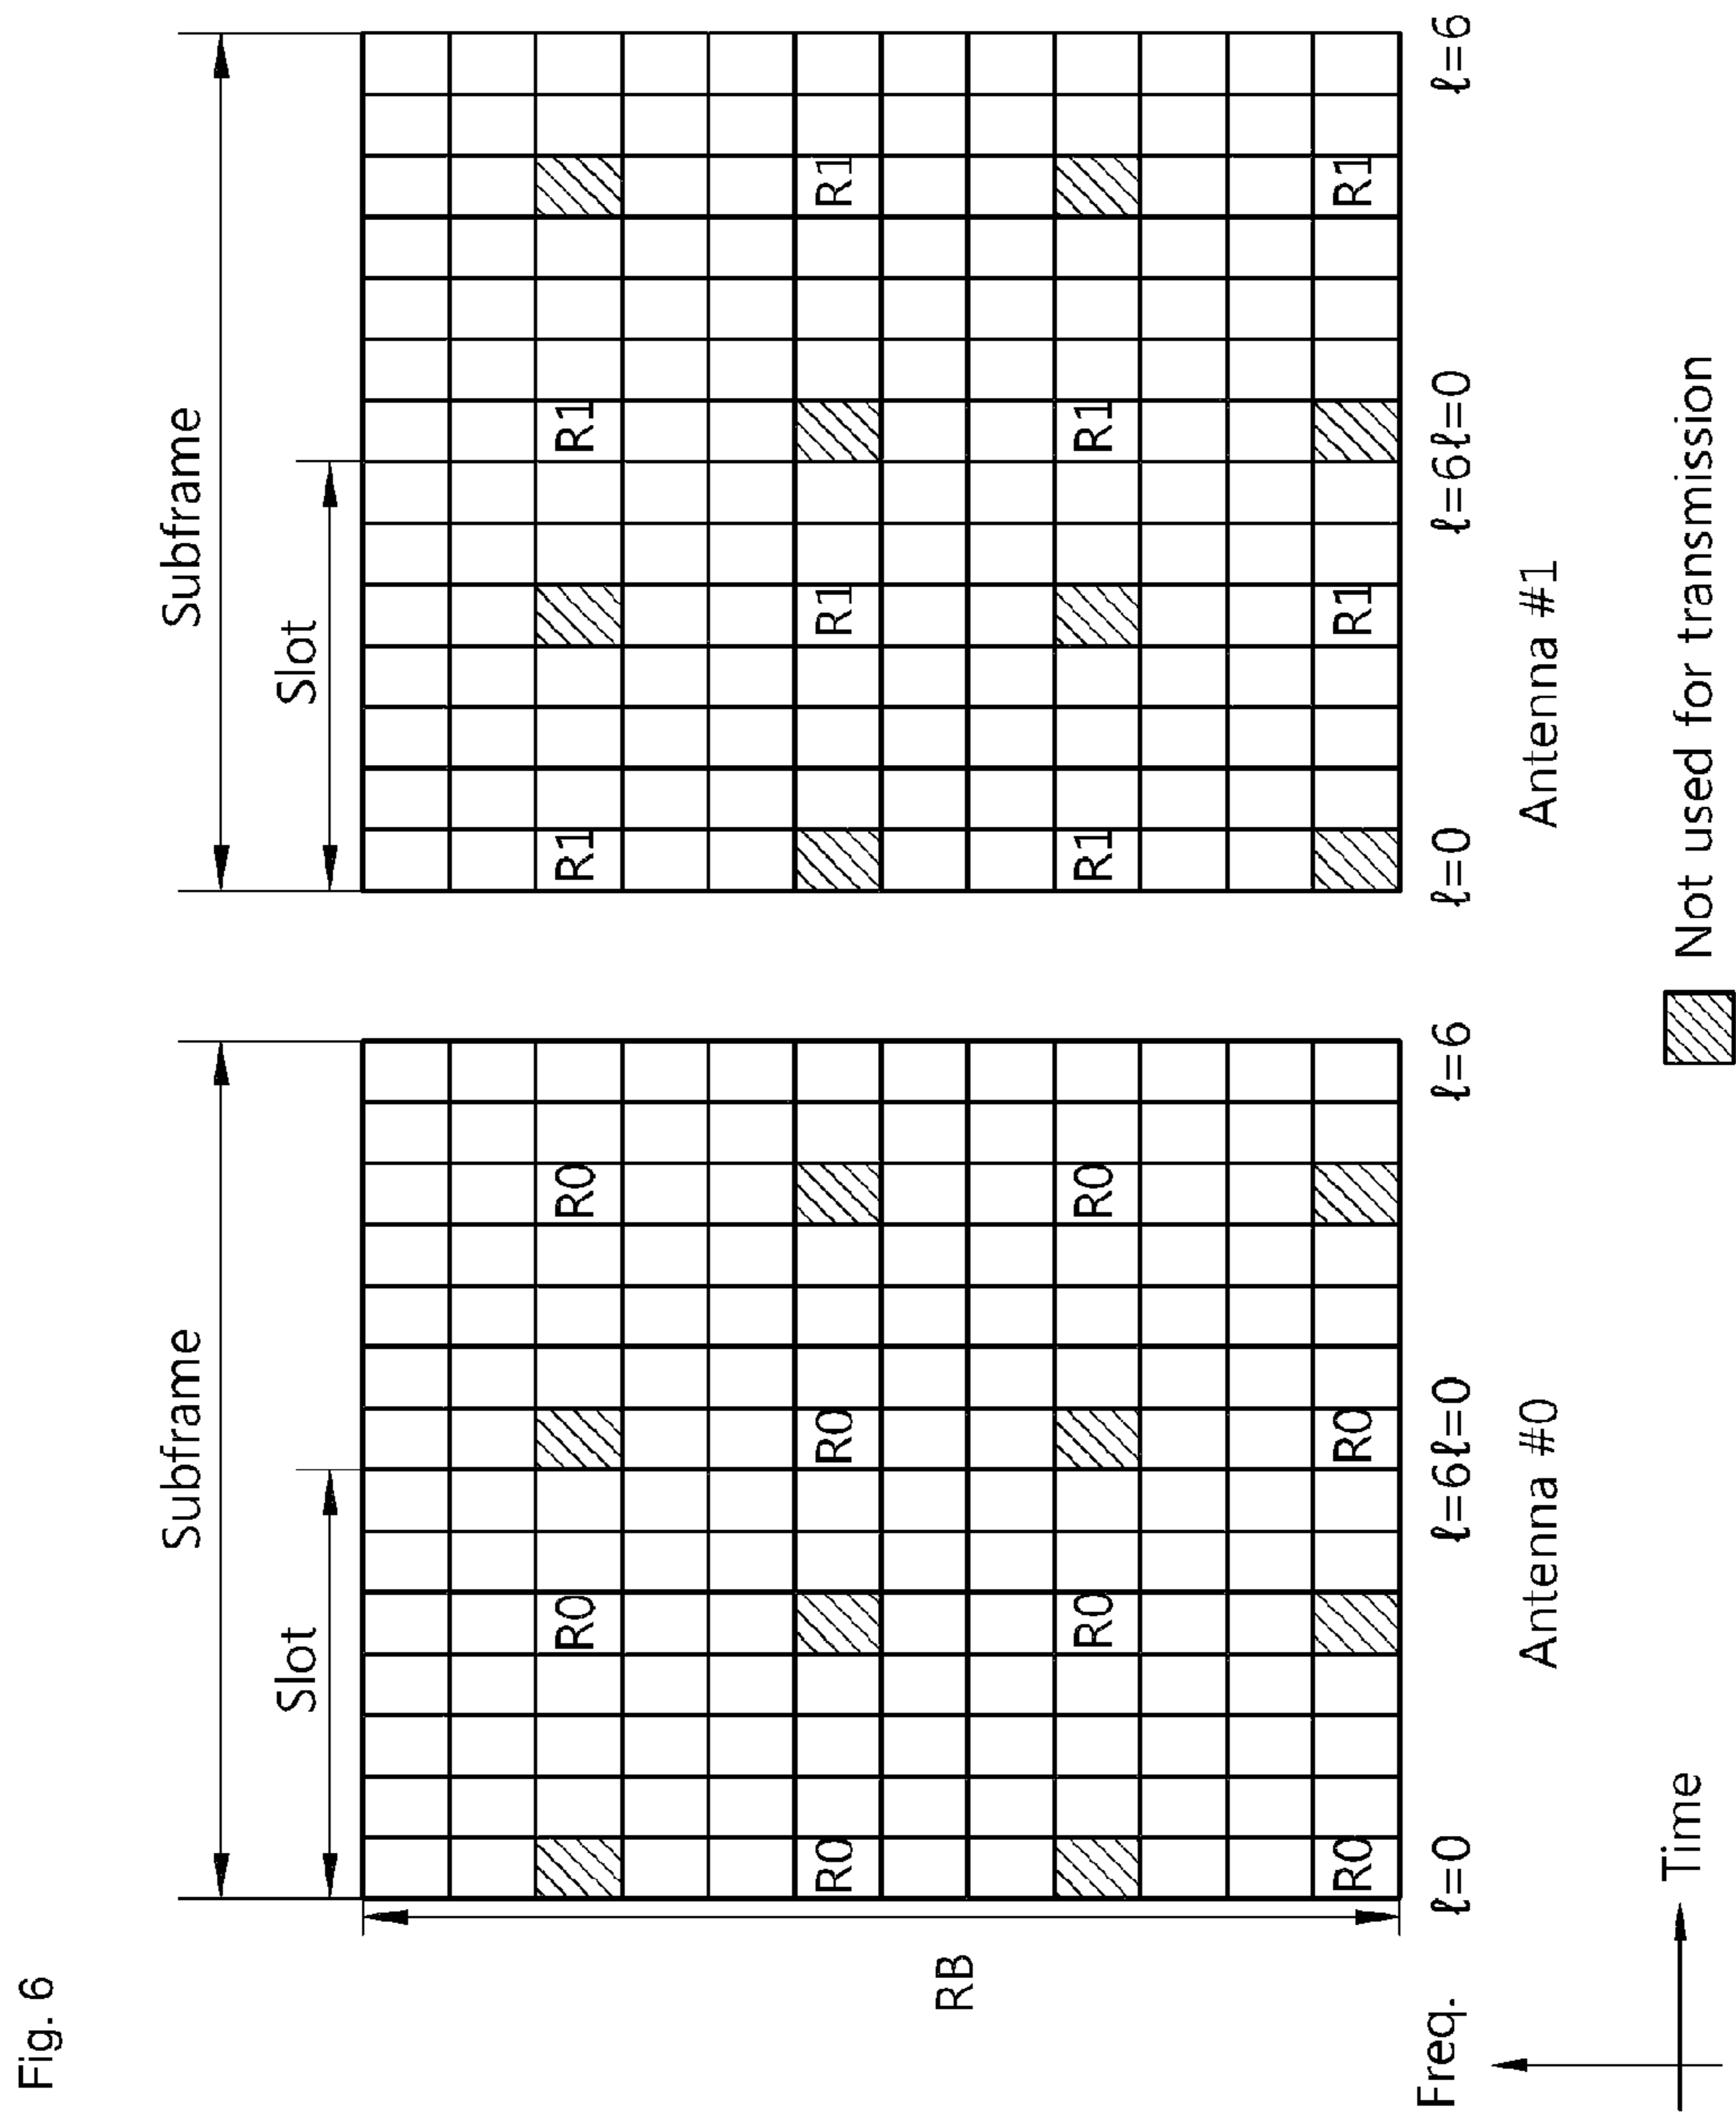 Fig. 6
Subframe Subframe
Slot Slot
R0 R0 R1 R1
R0 R0 R1 R1
RB
R0 R0 R1 R1
R0 R0 R1 R1
Freq. ℓ=0 ℓ=6ℓ=0 ℓ=6 ℓ=0 ℓ=6ℓ=0 ℓ=6
Antenna #0 Antenna #1
Time Not used for transmission